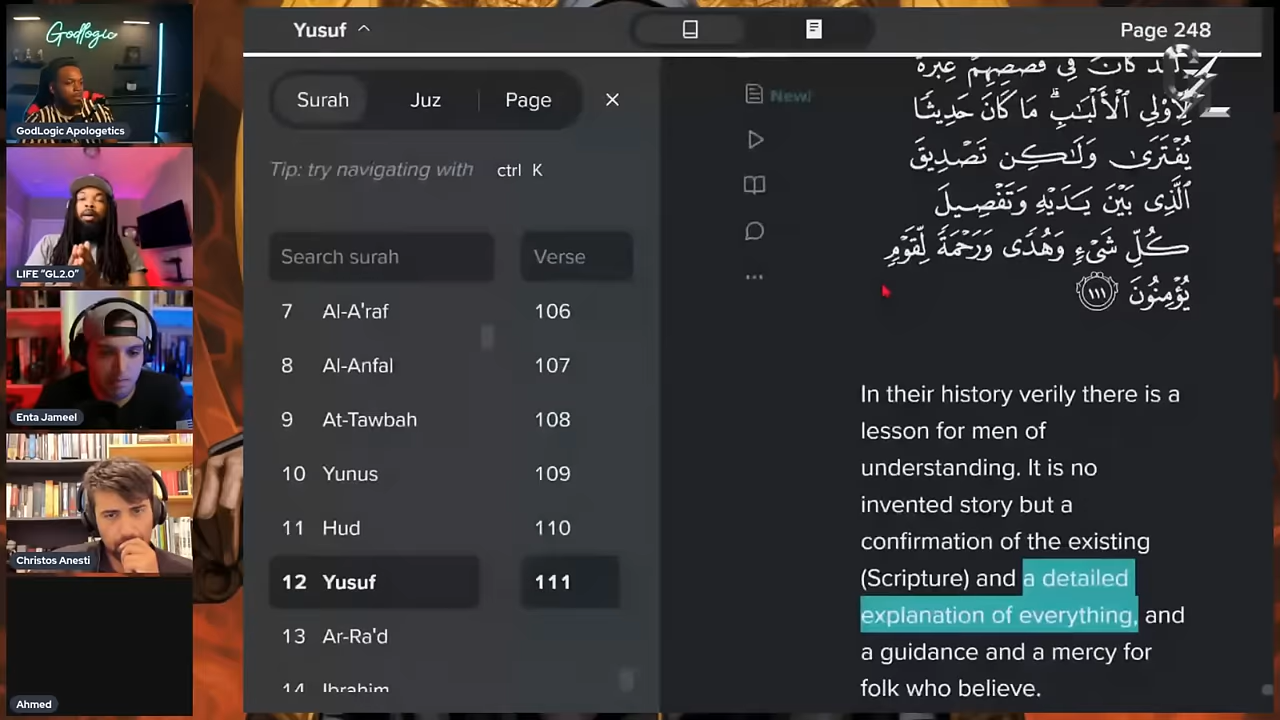 Godlogic
GodLogic Apologetics
LIFE "GL2.0"
Enta Jameel
Christos Anesti
Ahmed
Yusuf
Page 248
Surah
Juz
Page
Tip: try navigating with ctrl K
Search surah
Verse
7 Al-A'raf 106
8 Al-Anfal 107
9 At-Tawbah 108
10 Yunus 109
11 Hud 110
12 Yusuf 111
13 Ar-Ra'd
14 Ibrahim
New!
لَقَدْ كَانَ فِى قَصَصِهِمْ عِبْرَةٌ
لِّأُو۟لِى ٱلْأَلْبَـٰبِ ۗ مَا كَانَ حَدِيثًا
يُفْتَرَىٰ وَلَـٰكِن تَصْدِيقَ
ٱلَّذِى بَيْنَ يَدَيْهِ وَتَفْصِيلَ
كُلِّ شَىْءٍ وَهُدًى وَرَحْمَةً لِّقَوْمٍ
يُؤْمِنُونَ ١١١
In their history verily there is a
lesson for men of
understanding. It is no
invented story but a
confirmation of the existing
(Scripture) and a detailed
explanation of everything, and
a guidance and a mercy for
folk who believe.